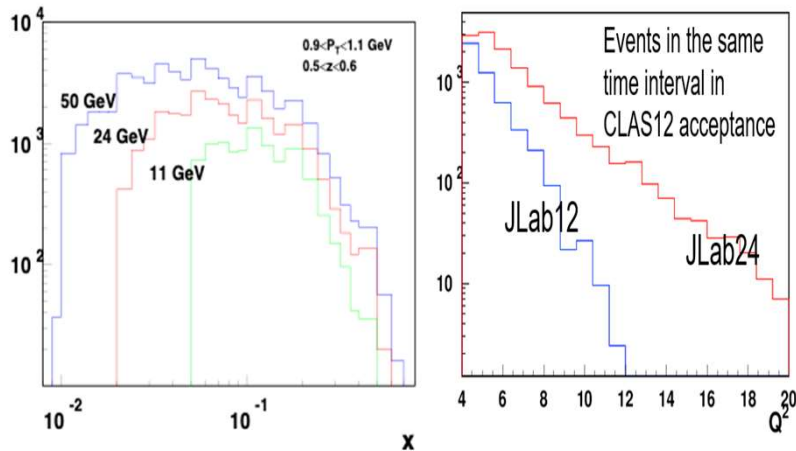 10^4
10^3
10^2
0.9<P_T<1.1 GeV
0.5<z<0.6
50 GeV
24 GeV
11 GeV
10^-2
10^-1
x
Events in the same
time interval in
CLAS12 acceptance
10^3
10^2
10
JLab12
JLab24
4 6 8 10 12 14 16 18 20
Q^2